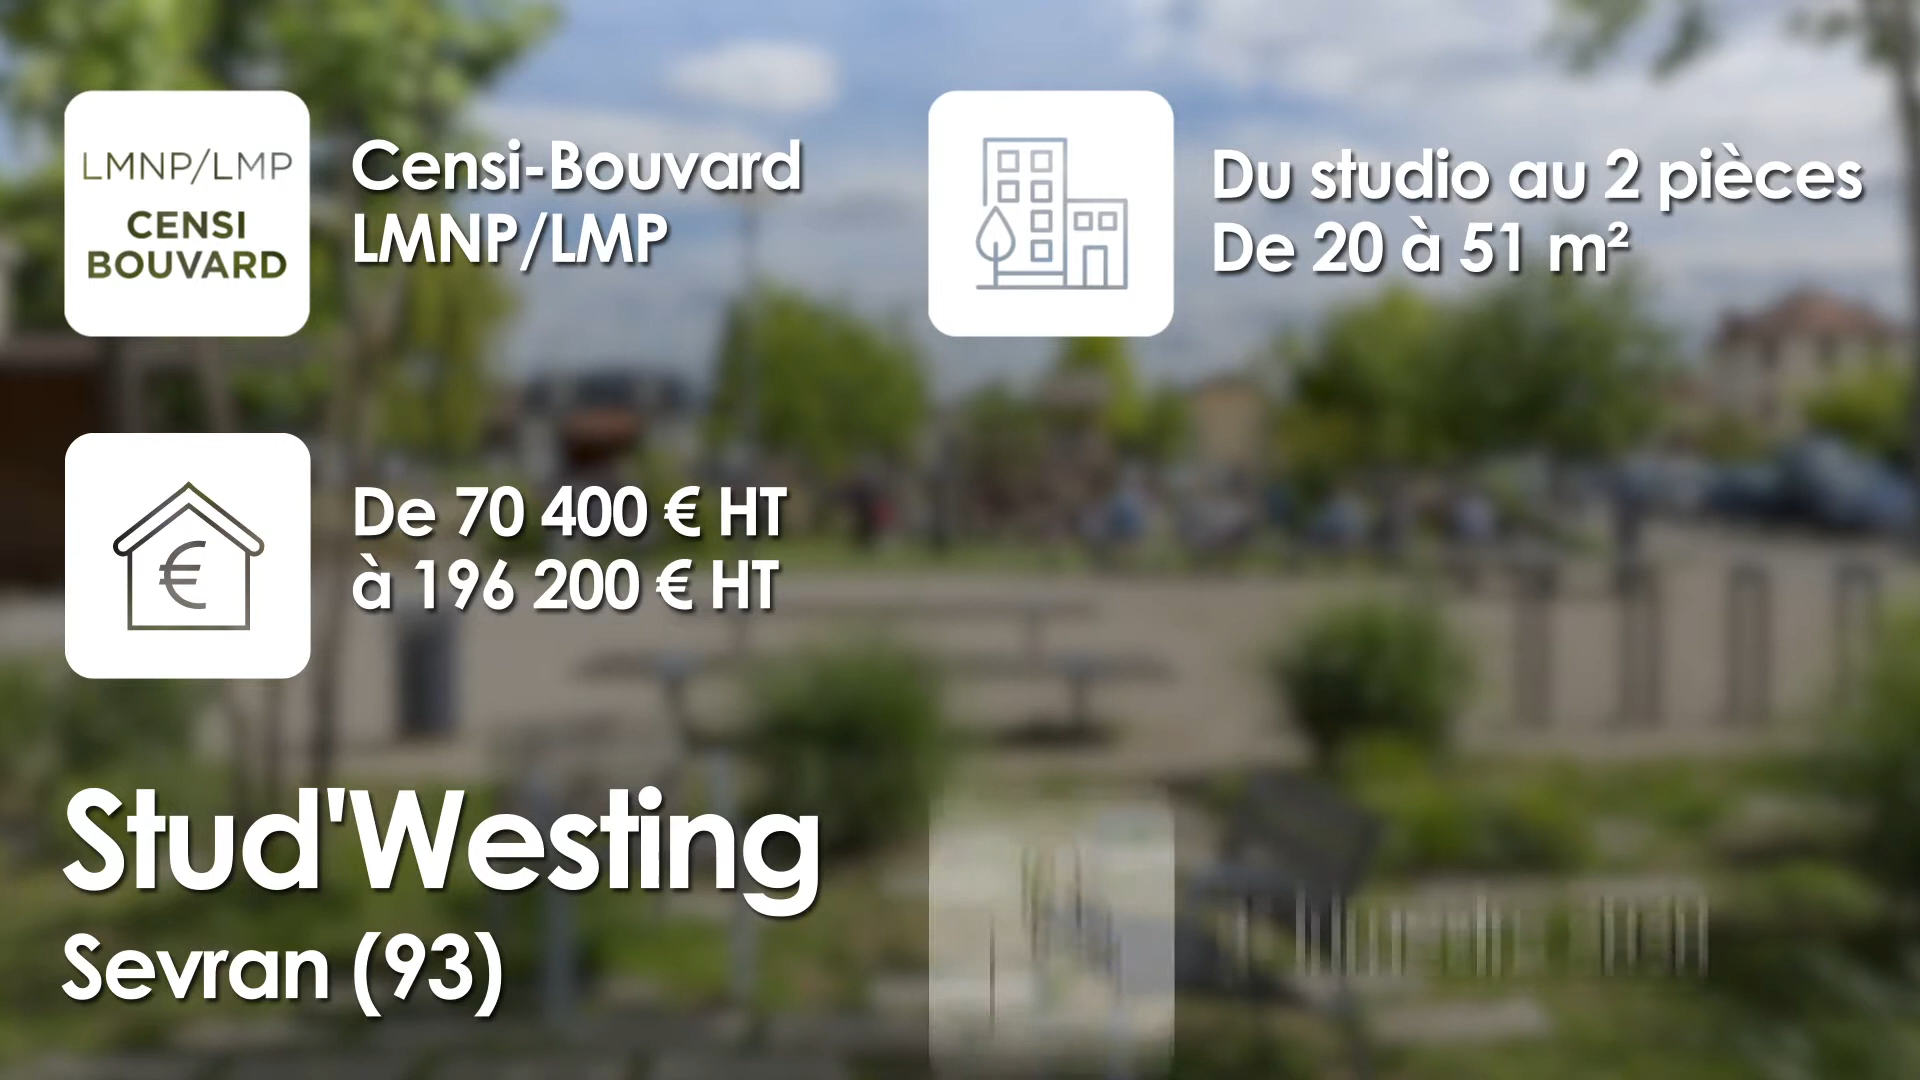 LMNP/LMP
CENSI
BOUVARD
Censi-Bouvard
LMNP/LMP
Du studio au 2 pièces
De 20 à 51 m²
€
De 70 400 € HT
à 196 200 € HT
Stud'Westing
Sevran (93)